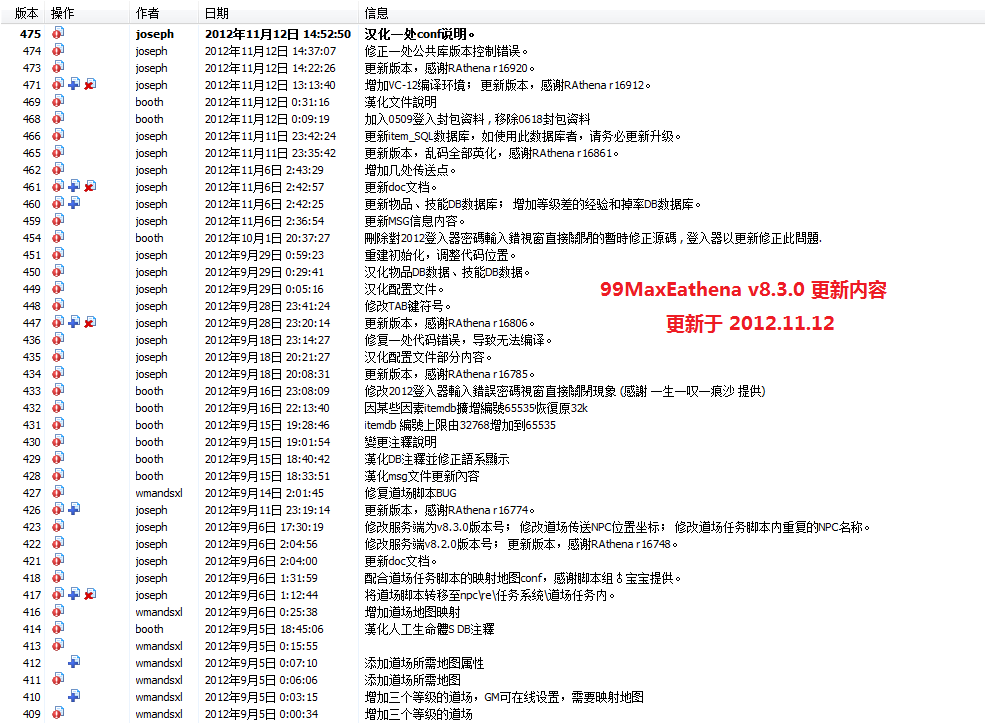 版本 操作 作者 日期 信息
475 joseph 2012年11月12日 14:52:50 汉化一处conf说明。
474 joseph 2012年11月12日 14:37:07 修正一处公共库版本控制错误。
473 joseph 2012年11月12日 14:22:26 更新版本，感谢RAthena r16920。
471 joseph 2012年11月12日 13:13:40 增加VC-12编译环境； 更新版本，感谢RAthena r16912。
469 booth 2012年11月12日 0:31:16 漢化文件說明
468 booth 2012年11月12日 0:09:19 加入0509登入封包資料 , 移除0618封包資料
466 joseph 2012年11月11日 23:42:24 更新item_SQL数据库，如使用此数据库者，请务必更新升级。
465 joseph 2012年11月11日 23:35:42 更新版本，乱码全部英化，感谢RAthena r16861。
462 joseph 2012年11月6日 2:43:29 增加几处传送点。
461 joseph 2012年11月6日 2:42:57 更新doc文档。
460 joseph 2012年11月6日 2:42:25 更新物品、技能DB数据库； 增加等级差的经验和掉率DB数据库。
459 joseph 2012年11月6日 2:36:54 更新MSG信息内容。
454 booth 2012年10月1日 20:37:27 刪除對2012登入器密碼輸入錯視窗直接關閉的暫時修正源碼 , 登入器以更新修正此問題.
451 joseph 2012年9月29日 0:59:23 重建初始化，调整代码位置。
450 joseph 2012年9月29日 0:29:41 汉化物品DB数据、技能DB数据。
449 joseph 2012年9月29日 0:05:16 汉化配置文件。
448 joseph 2012年9月28日 23:41:24 修改TAB键符号。
447 joseph 2012年9月28日 23:20:14 更新版本，感谢RAthena r16806。
436 joseph 2012年9月18日 23:14:27 修复一处代码错误，导致无法编译。
435 joseph 2012年9月18日 20:21:27 汉化配置文件部分内容。
434 joseph 2012年9月18日 20:08:31 更新版本，感谢RAthena r16785。
433 booth 2012年9月16日 23:08:09 修改2012登入器輸入錯誤密碼視窗直接關閉現象 (感謝 一生一叹一痕沙 提供)
432 booth 2012年9月16日 22:13:40 因某些因素itemdb擴增編號65535恢復原32k
431 booth 2012年9月15日 19:28:46 itemdb 編號上限由32768增加到65535
430 booth 2012年9月15日 19:01:54 變更注釋說明
429 booth 2012年9月15日 18:40:42 漢化DB注釋並修正語系顯示
428 booth 2012年9月15日 18:33:51 漢化msg文件更新內容
427 wmandsxl 2012年9月14日 2:01:45 修复道场脚本BUG
426 joseph 2012年9月11日 23:19:14 更新版本，感谢RAthena r16774。
423 joseph 2012年9月6日 17:30:19 修改服务端为v8.3.0版本号； 修改道场传送NPC位置坐标； 修改道场任务脚本内重复的NPC名称。
422 joseph 2012年9月6日 2:04:56 修改服务端v8.2.0版本号； 更新版本，感谢RAthena r16748。
421 joseph 2012年9月6日 2:04:00 更新doc文档。
418 joseph 2012年9月6日 1:31:59 配合道场任务脚本的映射地图conf，感谢脚本组♁宝宝提供。
417 joseph 2012年9月6日 1:12:44 将道场脚本转移至npc\re\任务系统\道场任务内。
416 wmandsxl 2012年9月6日 0:25:38 增加道场地图映射
414 booth 2012年9月5日 18:45:06 漢化人工生命體S DB注釋
413 wmandsxl 2012年9月5日 0:15:55
412 wmandsxl 2012年9月5日 0:07:10 添加道场所需地图属性
411 wmandsxl 2012年9月5日 0:06:06 添加道场所需地图
410 wmandsxl 2012年9月5日 0:03:15 增加三个等级的道场，GM可在线设置，需要映射地图
409 wmandsxl 2012年9月5日 0:00:34 增加三个等级的道场
99MaxEathena v8.3.0 更新内容
更新于 2012.11.12